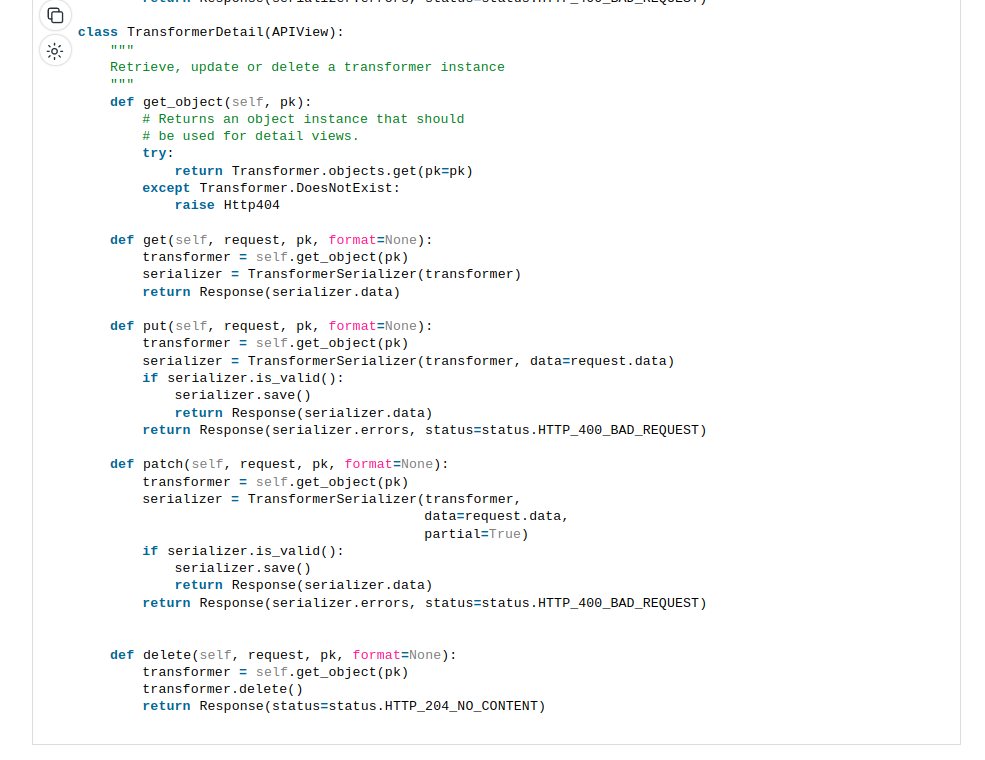 return Response(serializer.errors, status=status.HTTP_400_BAD_REQUEST)
class TransformerDetail(APIView):
    """
    Retrieve, update or delete a transformer instance
    """
    def get_object(self, pk):
        # Returns an object instance that should
        # be used for detail views.
        try:
            return Transformer.objects.get(pk=pk)
        except Transformer.DoesNotExist:
            raise Http404

    def get(self, request, pk, format=None):
        transformer = self.get_object(pk)
        serializer = TransformerSerializer(transformer)
        return Response(serializer.data)

    def put(self, request, pk, format=None):
        transformer = self.get_object(pk)
        serializer = TransformerSerializer(transformer, data=request.data)
        if serializer.is_valid():
            serializer.save()
            return Response(serializer.data)
        return Response(serializer.errors, status=status.HTTP_400_BAD_REQUEST)

    def patch(self, request, pk, format=None):
        transformer = self.get_object(pk)
        serializer = TransformerSerializer(transformer,
                                           data=request.data,
                                           partial=True)
        if serializer.is_valid():
            serializer.save()
            return Response(serializer.data)
        return Response(serializer.errors, status=status.HTTP_400_BAD_REQUEST)


    def delete(self, request, pk, format=None):
        transformer = self.get_object(pk)
        transformer.delete()
        return Response(status=status.HTTP_204_NO_CONTENT)